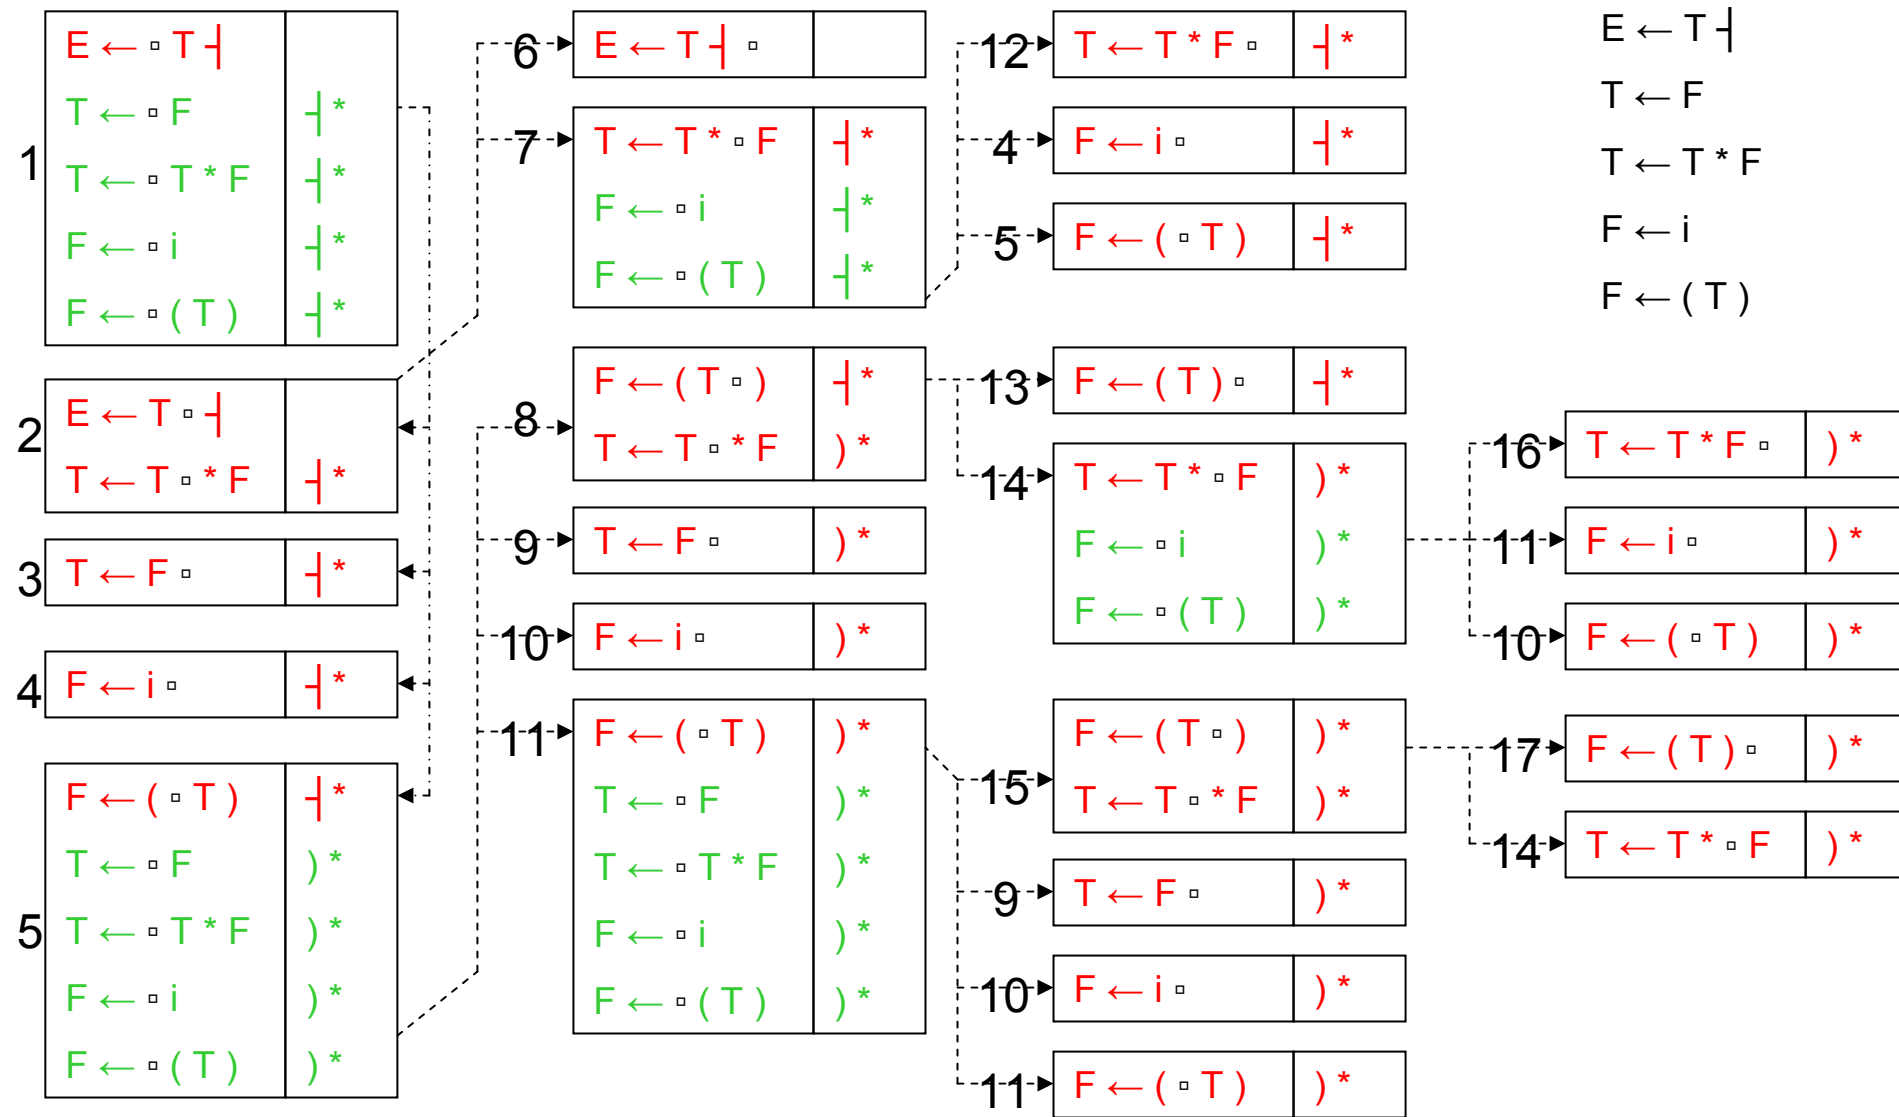 1
E ← ▫ T ┤
T ← ▫ F ┤*
T ← ▫ T * F ┤*
F ← ▫ i ┤*
F ← ▫ ( T ) ┤*
2
E ← T ▫ ┤
T ← T ▫ * F ┤*
3 T ← F ▫ ┤*
4 F ← i ▫ ┤*
5
F ← ( ▫ T ) ┤*
T ← ▫ F ) *
T ← ▫ T * F ) *
F ← ▫ i ) *
F ← ▫ ( T ) ) *
6 E ← T ┤ ▫
7
T ← T * ▫ F ┤*
F ← ▫ i ┤*
F ← ▫ ( T ) ┤*
8
F ← ( T ▫ ) ┤*
T ← T ▫ * F ) *
9 T ← F ▫ ) *
10 F ← i ▫ ) *
11
F ← ( ▫ T ) ) *
T ← ▫ F ) *
T ← ▫ T * F ) *
F ← ▫ i ) *
F ← ▫ ( T ) ) *
12 T ← T * F ▫ ┤*
4 F ← i ▫ ┤*
5 F ← ( ▫ T ) ┤*
13 F ← ( T ) ▫ ┤*
14
T ← T * ▫ F ) *
F ← ▫ i ) *
F ← ▫ ( T ) ) *
15
F ← ( T ▫ ) ) *
T ← T ▫ * F ) *
9 T ← F ▫ ) *
10 F ← i ▫ ) *
11 F ← ( ▫ T ) ) *
E ← T ┤
T ← F
T ← T * F
F ← i
F ← ( T )
16 T ← T * F ▫ ) *
11 F ← i ▫ ) *
10 F ← ( ▫ T ) ) *
17 F ← ( T ) ▫ ) *
14 T ← T * ▫ F ) *